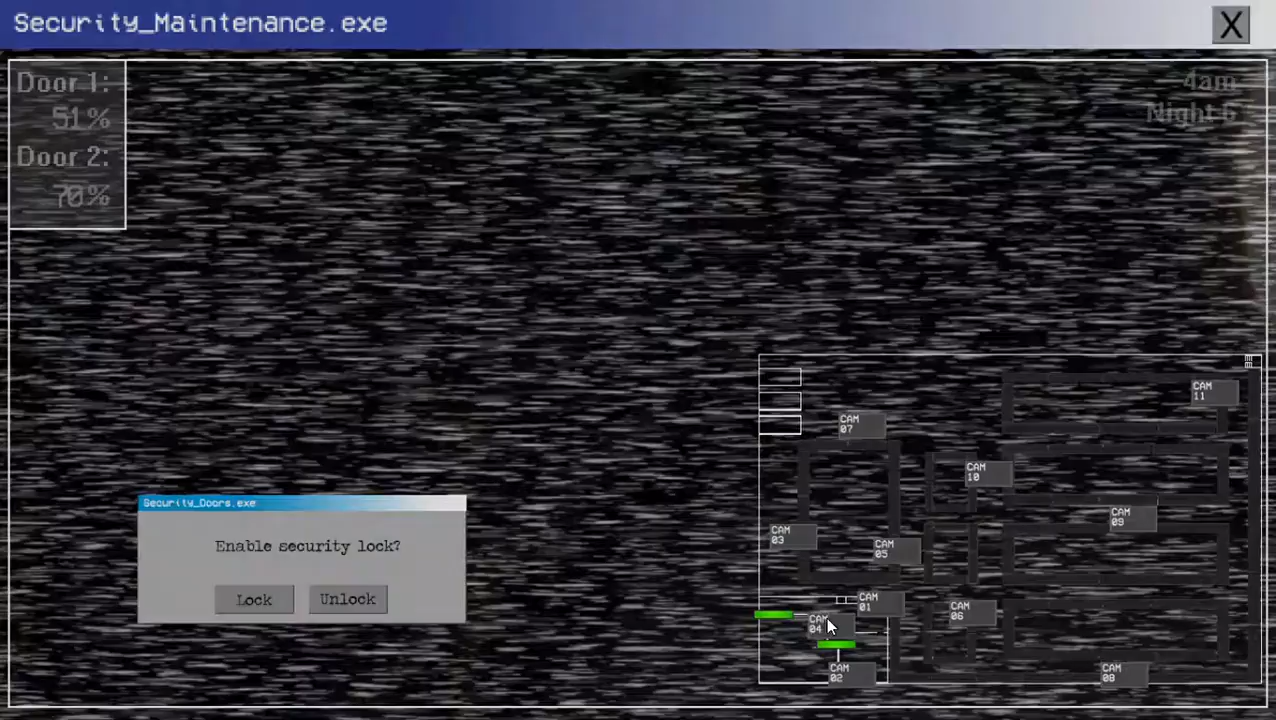 Security_Maintenance.exe
X
Door 1:
51%
Door 2:
70%
4am
Night 6
CAM
11
CAM
07
CAM
10
CAM
09
CAM
03
CAM
05
CAM
01
CAM
06
CAM
04
CAM
02
CAM
08
Security_Doors.exe
Enable security lock?
Lock
Unlock